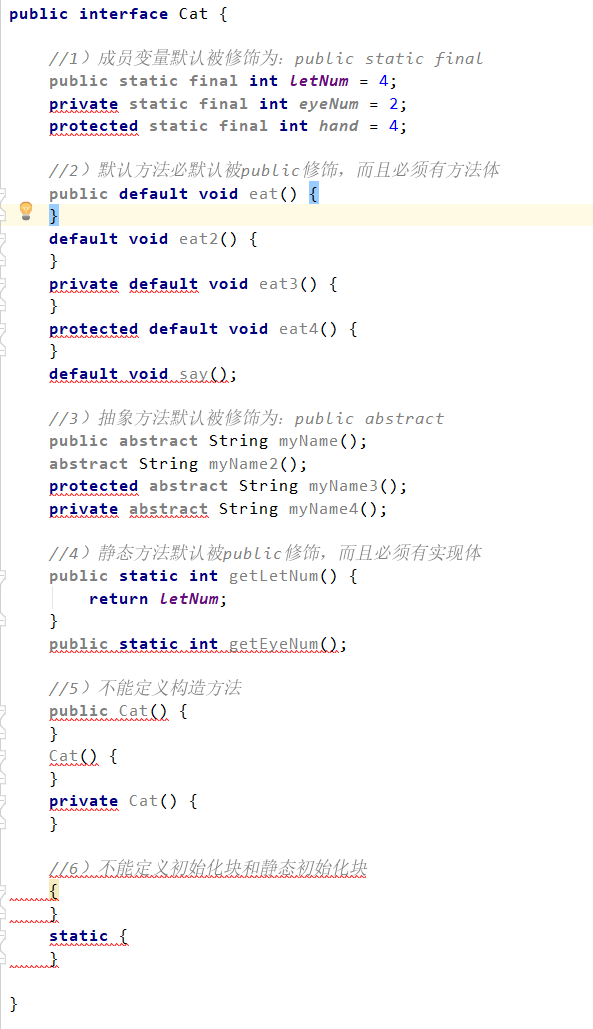 public interface Cat {
//1）成员变量默认被修饰为：public static final
public static final int letNum = 4;
private static final int eyeNum = 2;
protected static final int hand = 4;
//2）默认方法必默认被public修饰，而且必须有方法体
public default void eat() {
}
default void eat2() {
}
private default void eat3() {
}
protected default void eat4() {
}
default void say();
//3）抽象方法默认被修饰为：public abstract
public abstract String myName();
abstract String myName2();
protected abstract String myName3();
private abstract String myName4();
//4）静态方法默认被public修饰，而且必须有实现体
public static int getLetNum() {
return letNum;
}
public static int getEyeNum();
//5）不能定义构造方法
public Cat() {
}
Cat() {
}
private Cat() {
}
//6）不能定义初始化块和静态初始化块
{
}
static {
}
}